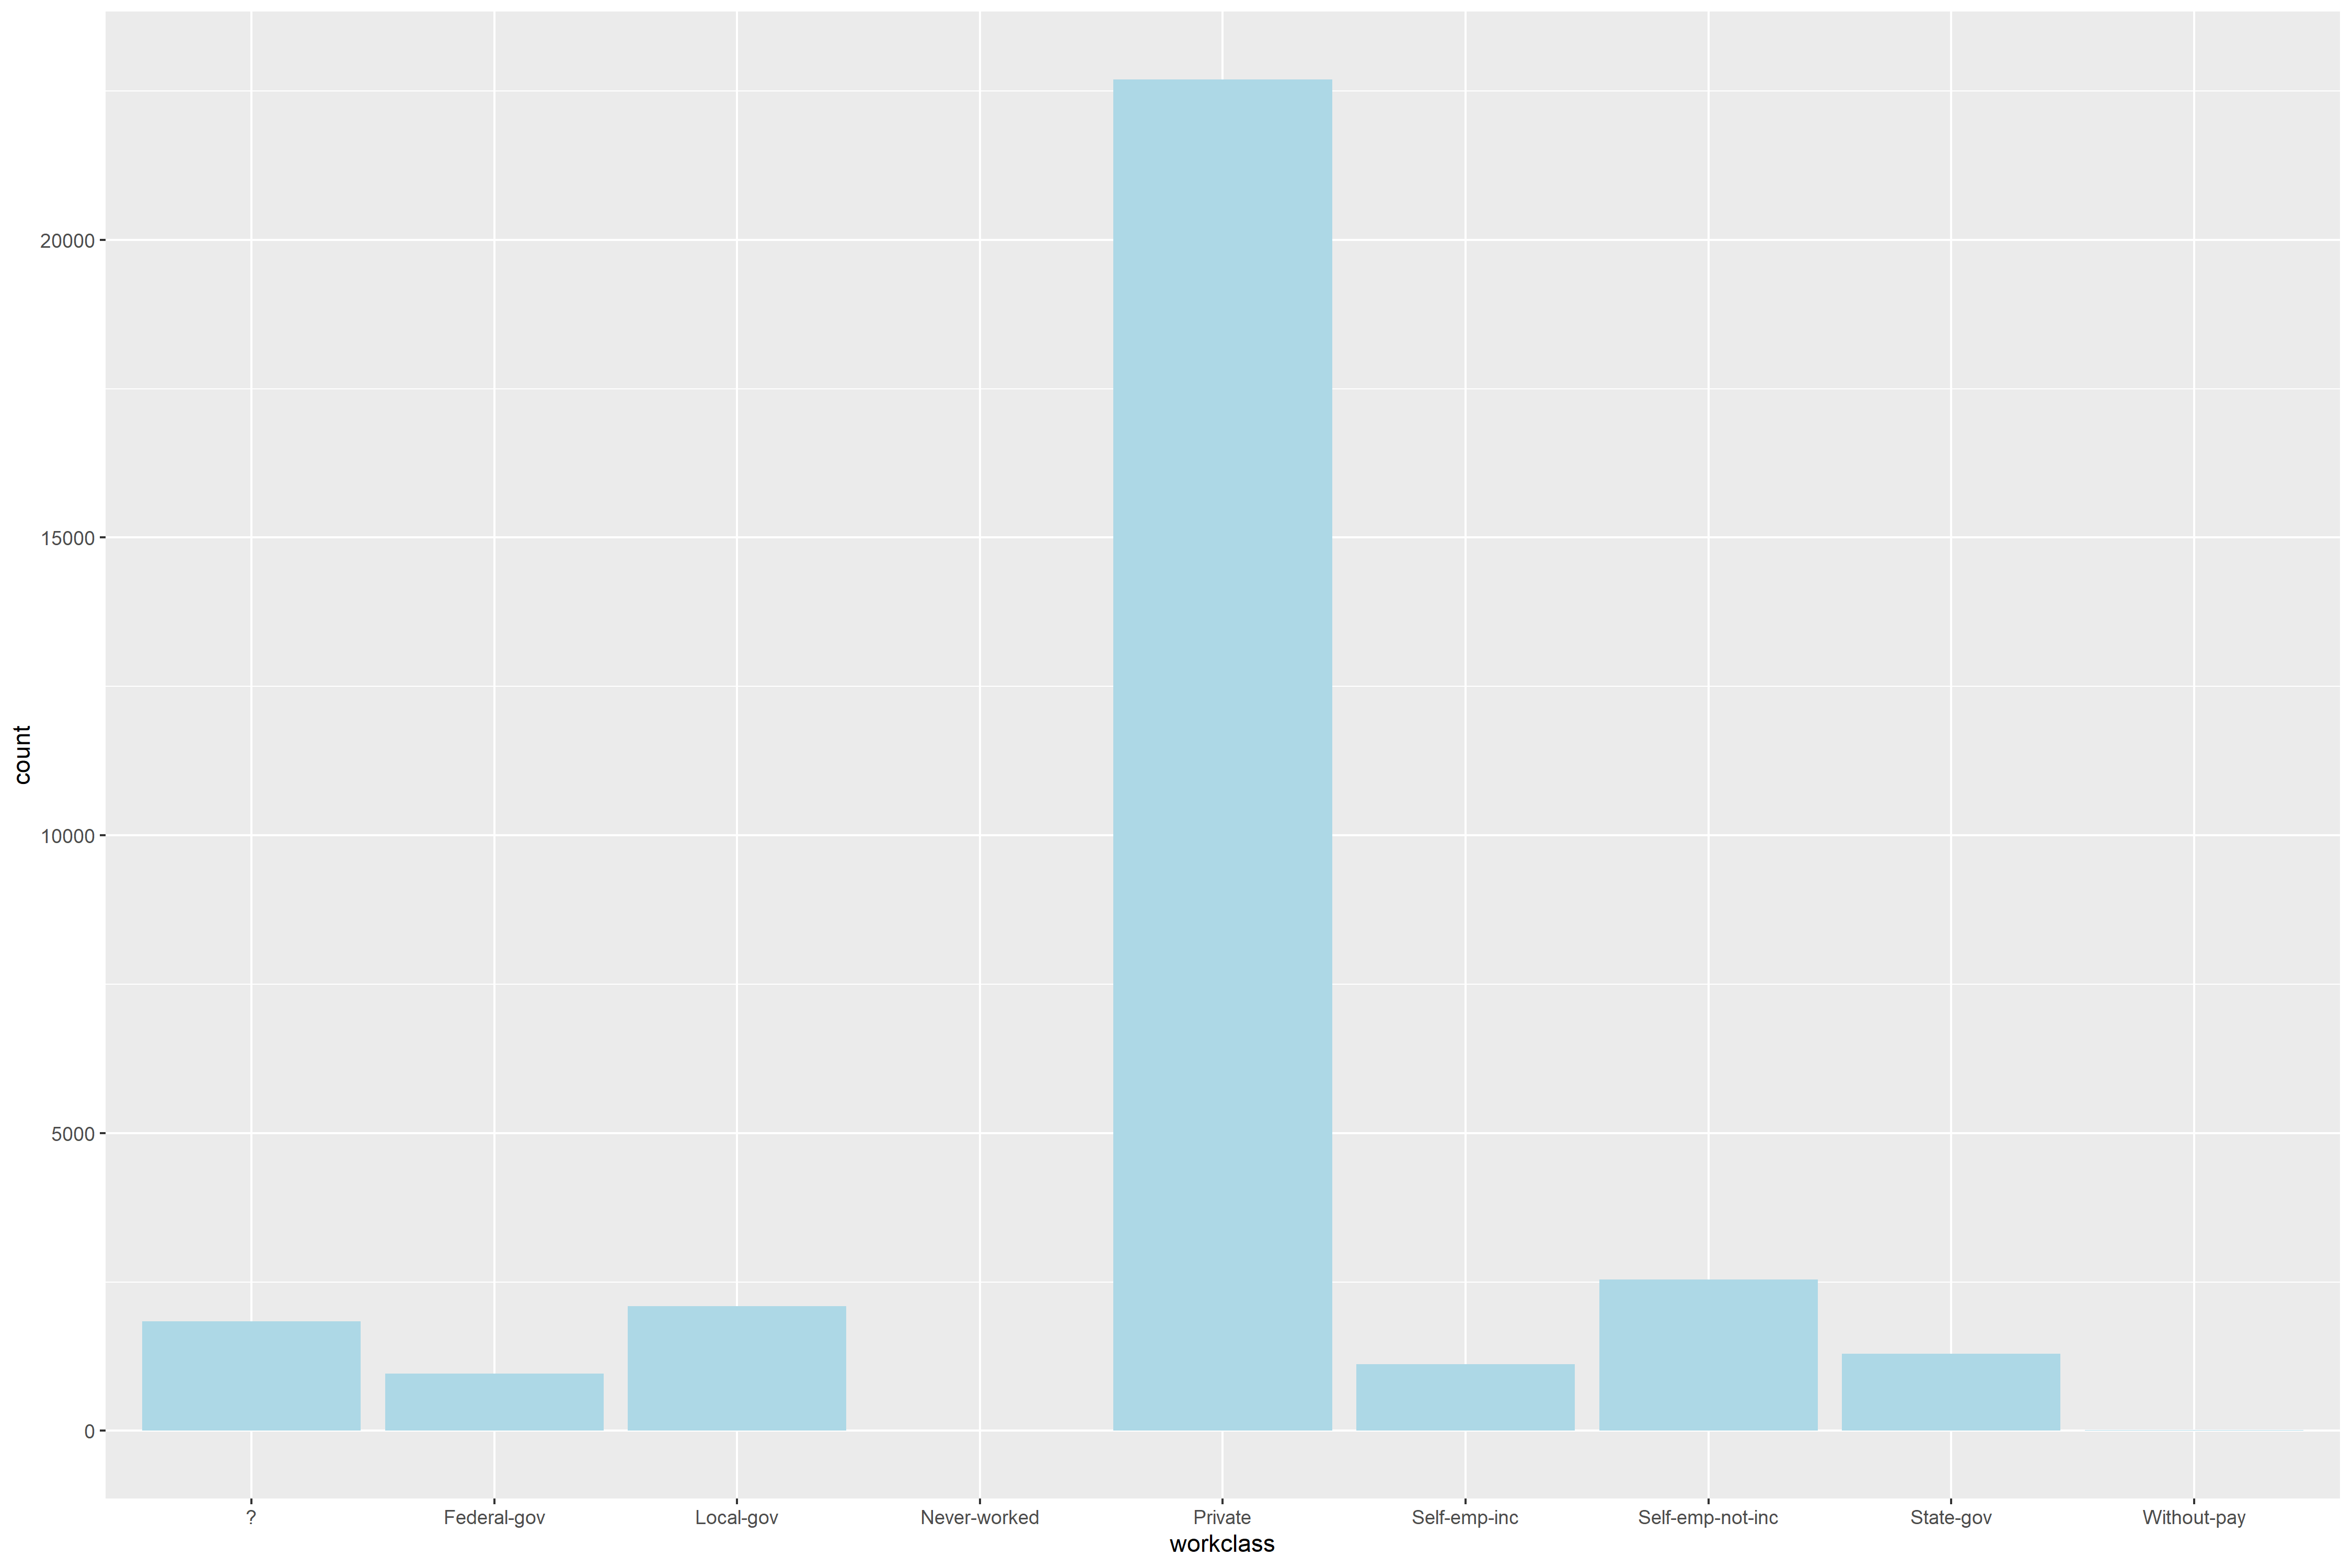 20000
15000
10000
5000
0
count
?
Federal-gov
Local-gov
Never-worked
Private
Self-emp-inc
Self-emp-not-inc
State-gov
Without-pay
workclass